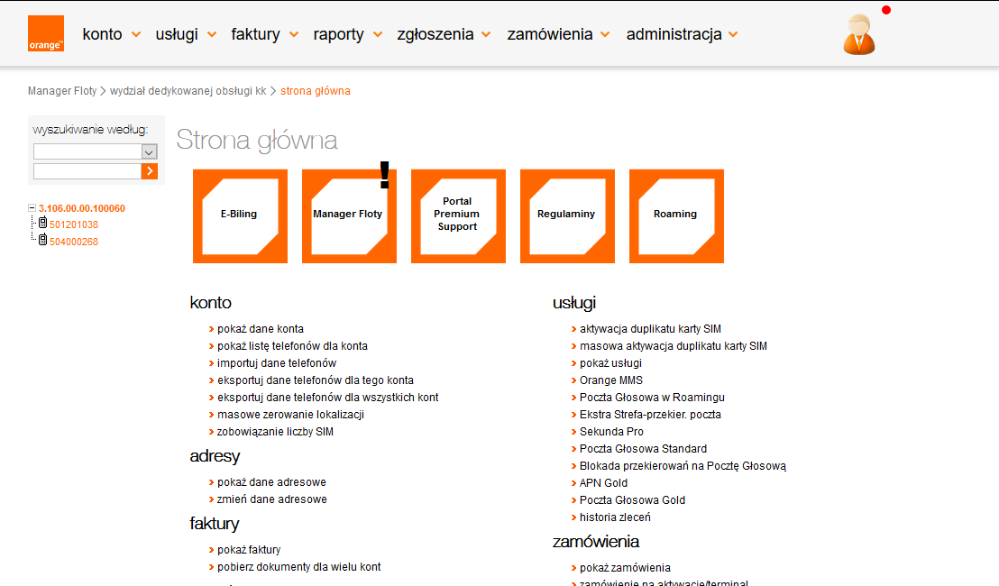 orange™
konto usługi faktury raporty zgłoszenia zamówienia administracja
Manager Floty > wydział dedykowanej obsługi kk > strona główna
wyszukiwanie według:
3.106.00.00.100060
501201038
504000268
Strona główna
E-Biling
Manager Floty
!
Portal
Premium
Support
Regulaminy
Roaming
konto
pokaż dane konta
pokaż listę telefonów dla konta
importuj dane telefonów
eksportuj dane telefonów dla tego konta
eksportuj dane telefonów dla wszystkich kont
masowe zerowanie lokalizacji
zobowiązanie liczby SIM
adresy
pokaż dane adresowe
zmień dane adresowe
faktury
pokaż faktury
pobierz dokumenty dla wielu kont
usługi
aktywacja duplikatu karty SIM
masowa aktywacja duplikatu karty SIM
pokaż usługi
Orange MMS
Poczta Głosowa w Roamingu
Ekstra Strefa-przekier. poczta
Sekunda Pro
Poczta Głosowa Standard
Blokada przekierowań na Pocztę Głosową
APN Gold
Poczta Głosowa Gold
historia zleceń
zamówienia
pokaż zamówienia
zamówienie na aktywacje/terminal